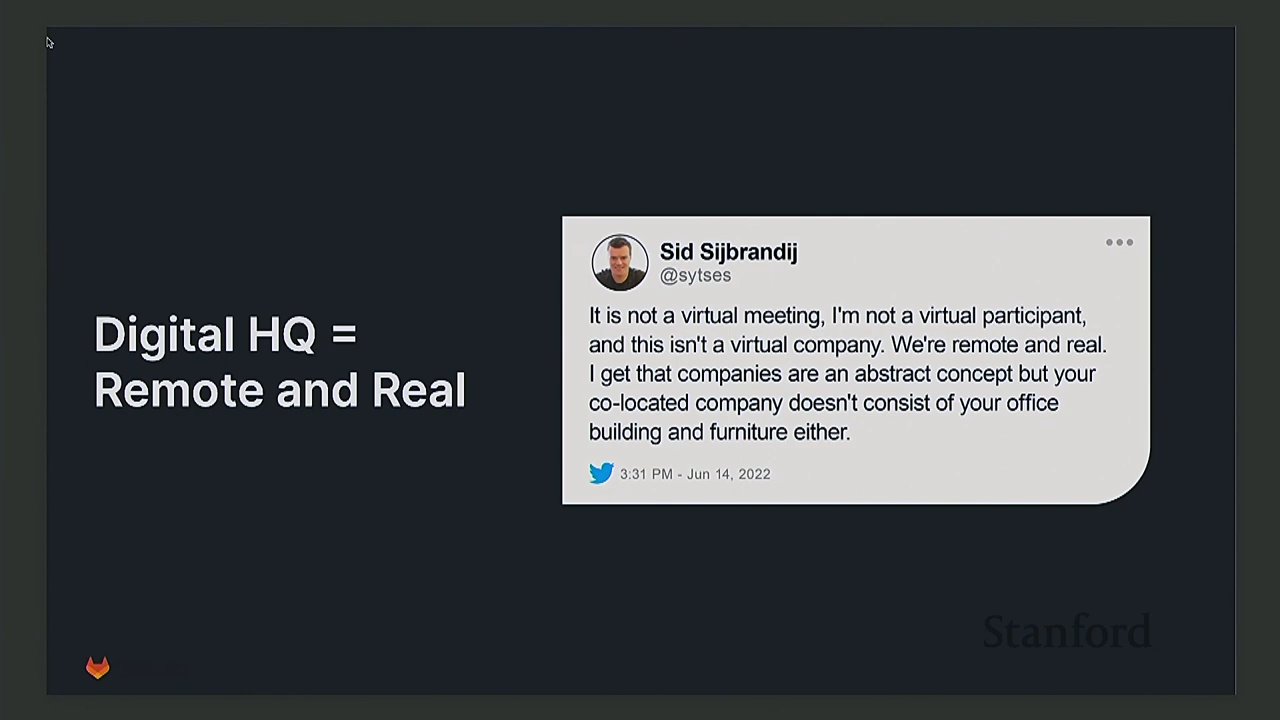 Digital HQ =
Remote and Real
Sid Sijbrandij
@sytses
It is not a virtual meeting, I'm not a virtual participant,
and this isn't a virtual company. We're remote and real.
I get that companies are an abstract concept but your
co-located company doesn't consist of your office
building and furniture either.
3:31 PM - Jun 14, 2022
Stanford